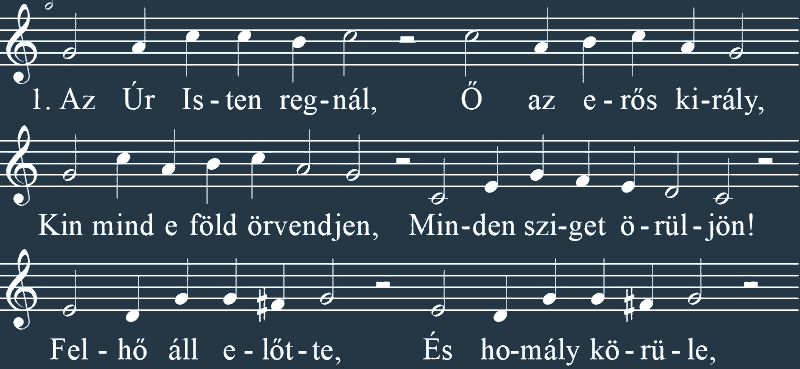 1. Az Úr Is - ten reg-nál, Ő az e - rős ki-rály,
Kin mind e föld örvendjen, Min-den szi-get ö - rül-jön!
Fel - hő áll e - lőt-te, És ho-mály kö - rü - le,